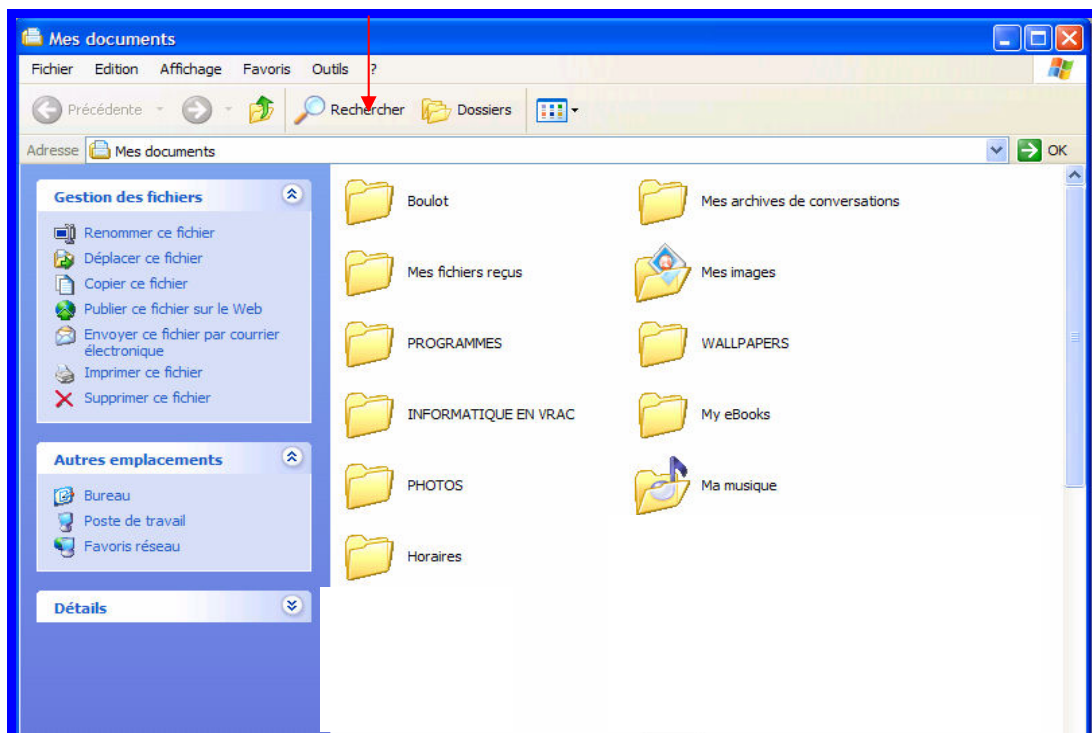 Mes documents
Fichier Edition Affichage Favoris Outils ?
Précédente Rechercher Dossiers
Adresse Mes documents OK
Gestion des fichiers
Renommer ce fichier
Déplacer ce fichier
Copier ce fichier
Publier ce fichier sur le Web
Envoyer ce fichier par courrier
électronique
Imprimer ce fichier
Supprimer ce fichier
Autres emplacements
Bureau
Poste de travail
Favoris réseau
Détails
Boulot Mes archives de conversations
Mes fichiers reçus Mes images
PROGRAMMES WALLPAPERS
INFORMATIQUE EN VRAC My eBooks
PHOTOS Ma musique
Horaires